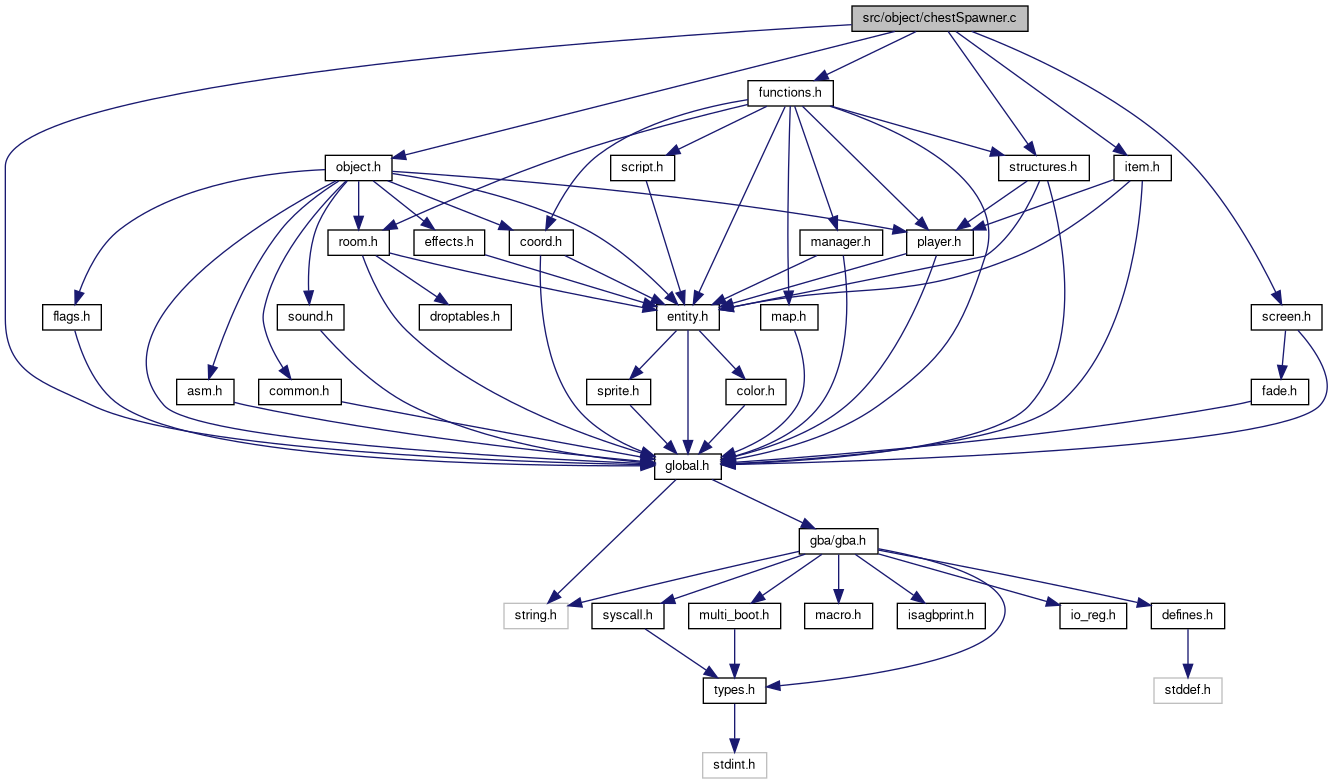 src/object/chestSpawner.c
functions.h
object.h
script.h
structures.h
item.h
room.h
effects.h
coord.h
manager.h
player.h
flags.h
sound.h
droptables.h
entity.h
map.h
screen.h
asm.h
common.h
sprite.h
color.h
fade.h
global.h
gba/gba.h
string.h
syscall.h
multi_boot.h
macro.h
isagbprint.h
io_reg.h
defines.h
types.h
stddef.h
stdint.h